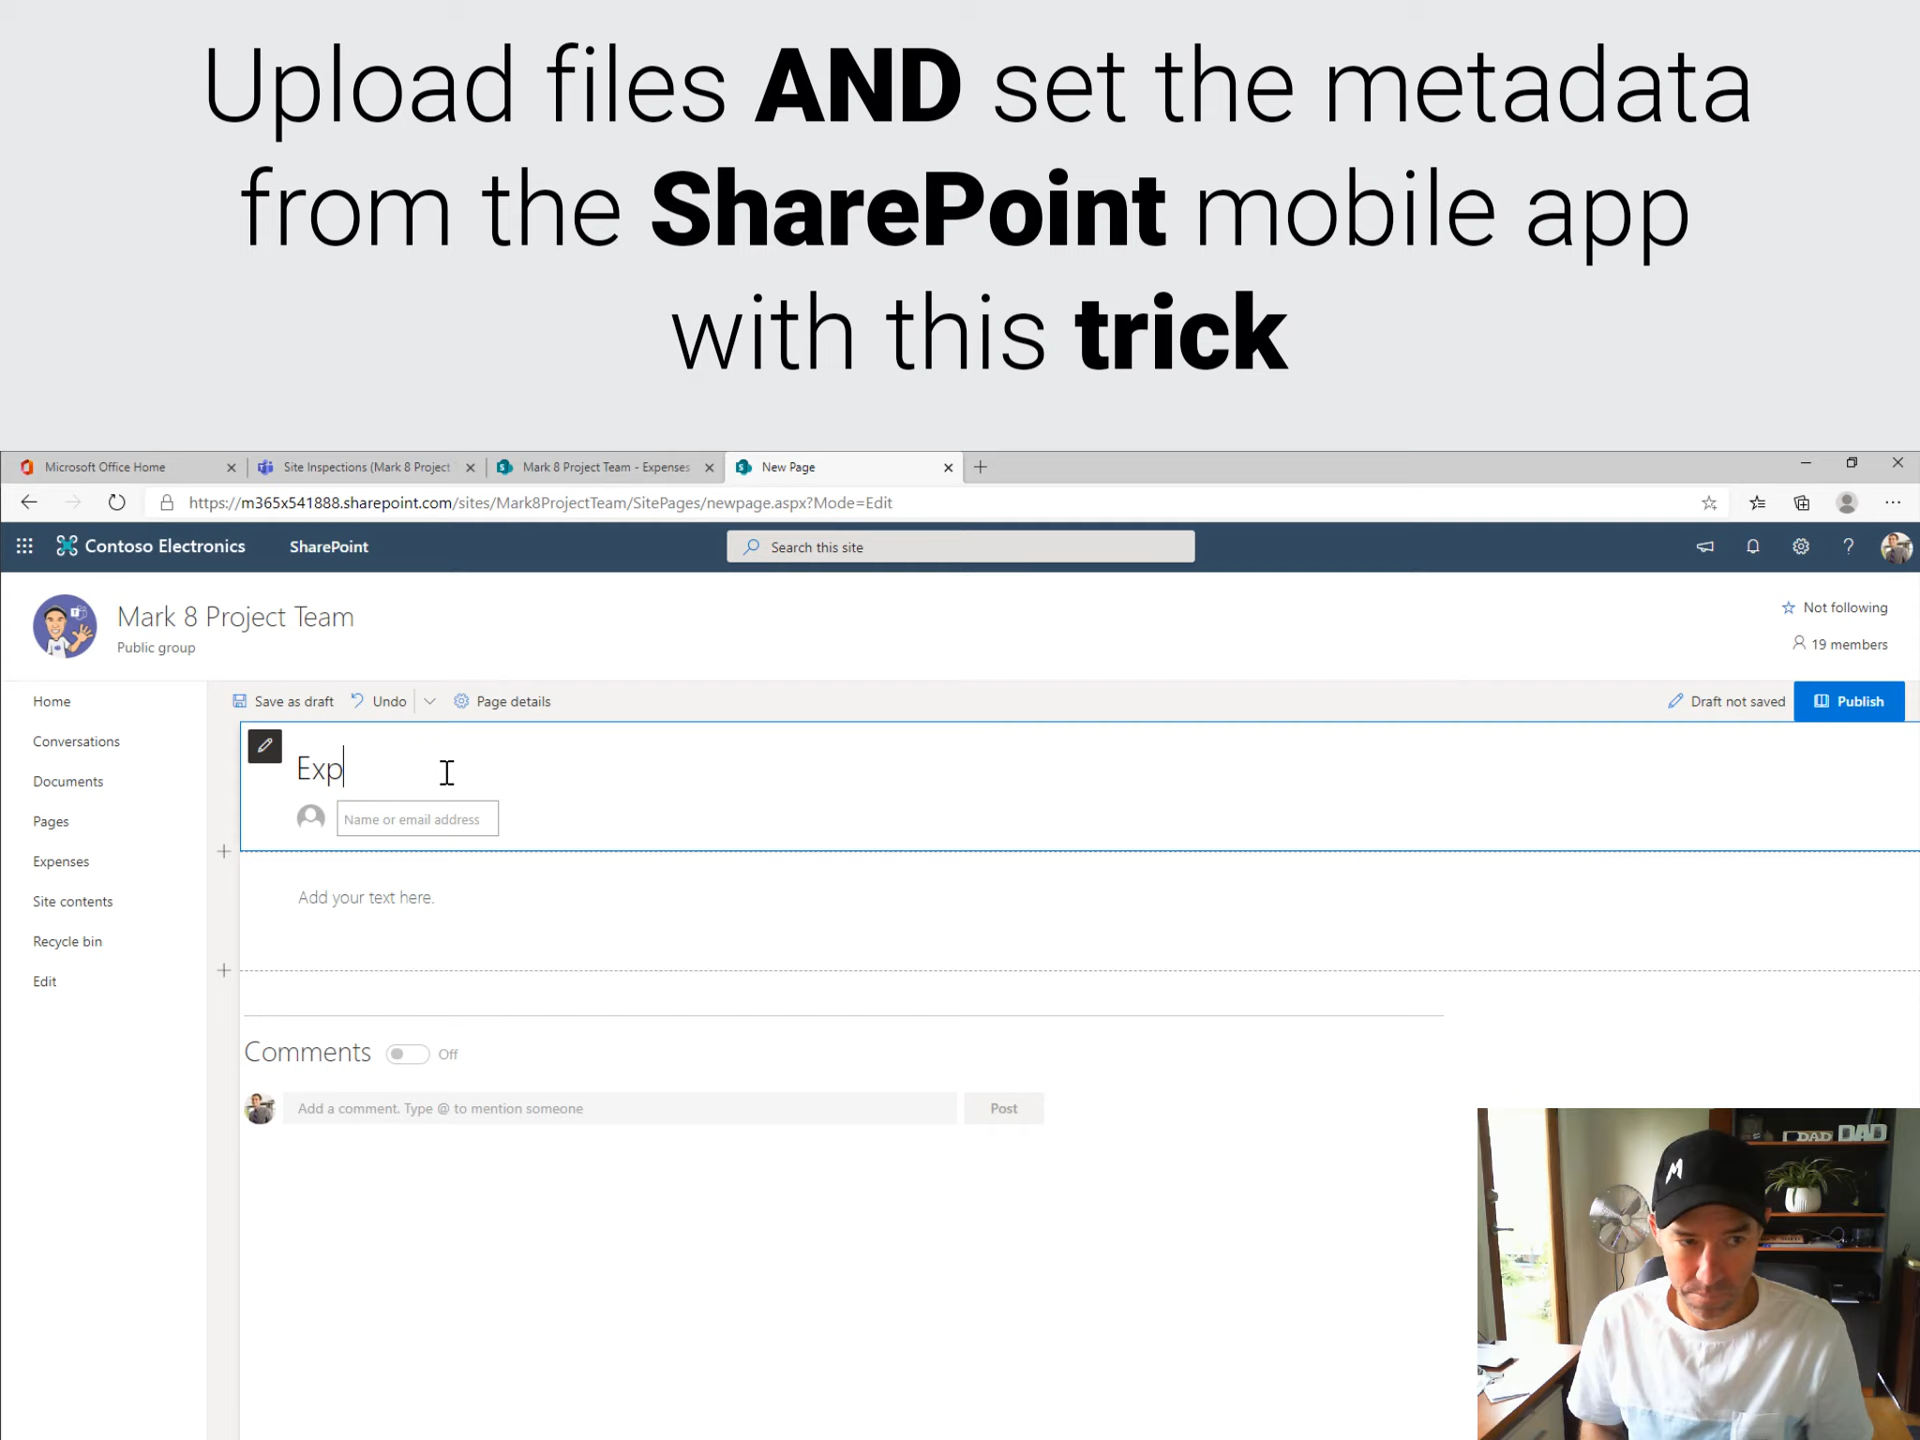 Upload files AND set the metadata
from the SharePoint mobile app
with this trick
Microsoft Office Home
Site Inspections (Mark 8 Project
Mark 8 Project Team - Expenses
New Page
https://m365x541888.sharepoint.com/sites/Mark8ProjectTeam/SitePages/newpage.aspx?Mode=Edit
Contoso Electronics
SharePoint
Search this site
Mark 8 Project Team
Public group
Not following
19 members
Home
Conversations
Documents
Pages
Expenses
Site contents
Recycle bin
Edit
Save as draft
Undo
Page details
Draft not saved
Publish
Exp
Name or email address
Add your text here.
Comments
Off
Add a comment. Type @ to mention someone
Post
DAD
DAD